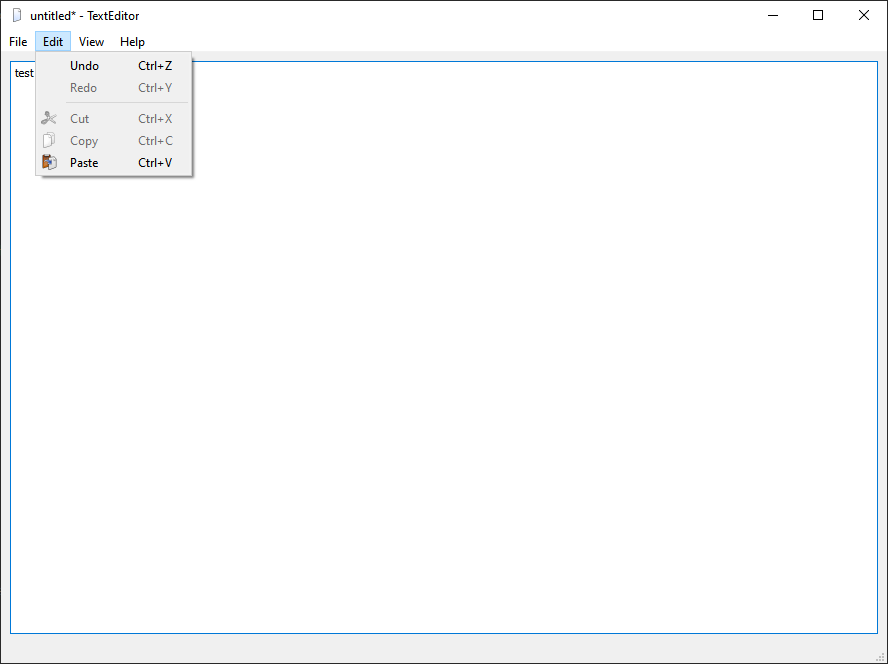 untitled* - TextEditor
File Edit View Help
test
Undo Ctrl+Z
Redo Ctrl+Y
Cut Ctrl+X
Copy Ctrl+C
Paste Ctrl+V